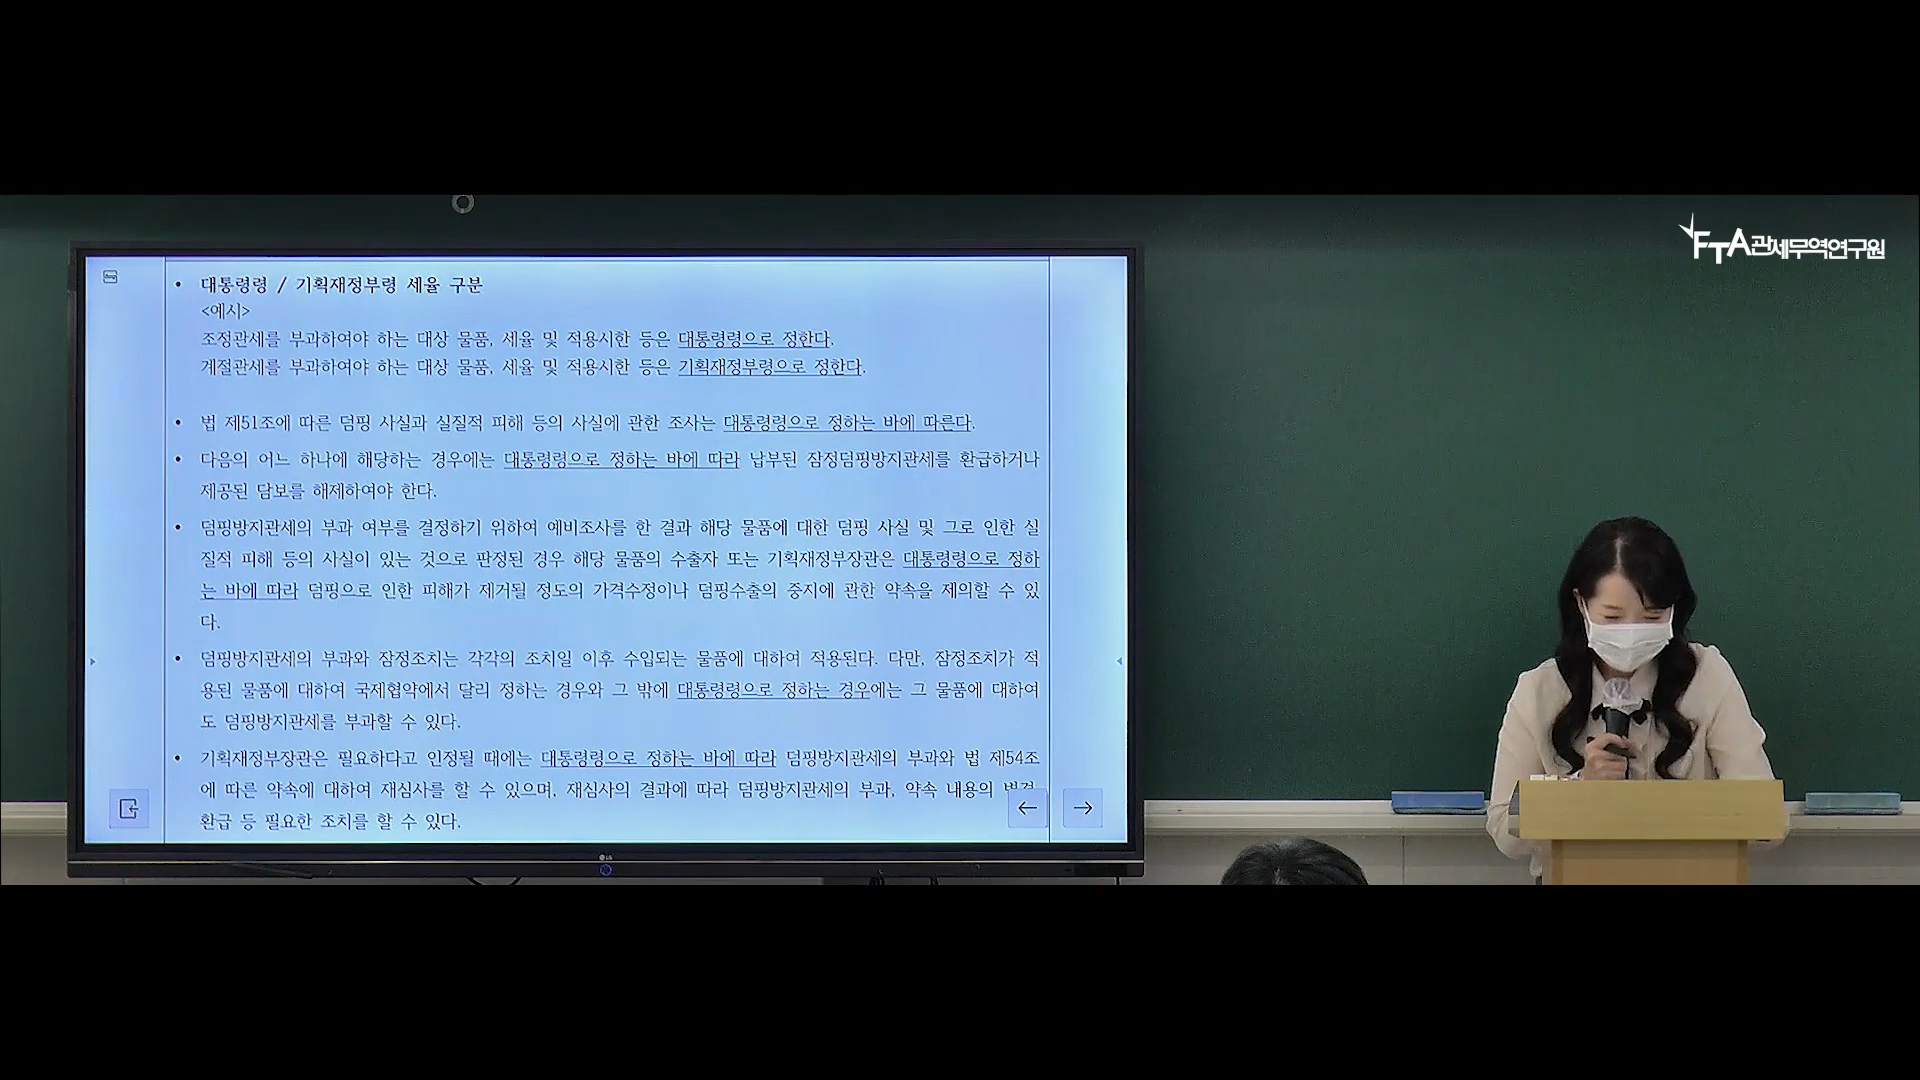 FTA관세무역연구원
• 대통령령 / 기획재정부령 세율 구분
<예시>
조정관세를 부과하여야 하는 대상 물품, 세율 및 적용시한 등은 대통령령으로 정한다.
계절관세를 부과하여야 하는 대상 물품, 세율 및 적용시한 등은 기획재정부령으로 정한다.
• 법 제51조에 따른 덤핑 사실과 실질적 피해 등의 사실에 관한 조사는 대통령령으로 정하는 바에 따른다.
• 다음의 어느 하나에 해당하는 경우에는 대통령령으로 정하는 바에 따라 납부된 잠정덤핑방지관세를 환급하거나
제공된 담보를 해제하여야 한다.
• 덤핑방지관세의 부과 여부를 결정하기 위하여 예비조사를 한 결과 해당 물품에 대한 덤핑 사실 및 그로 인한 실
질적 피해 등의 사실이 있는 것으로 판정된 경우 해당 물품의 수출자 또는 기획재정부장관은 대통령령으로 정하
는 바에 따라 덤핑으로 인한 피해가 제거될 정도의 가격수정이나 덤핑수출의 중지에 관한 약속을 제의할 수 있
다.
• 덤핑방지관세의 부과와 잠정조치는 각각의 조치일 이후 수입되는 물품에 대하여 적용된다. 다만, 잠정조치가 적
용된 물품에 대하여 국제협약에서 달리 정하는 경우와 그 밖에 대통령령으로 정하는 경우에는 그 물품에 대하여
도 덤핑방지관세를 부과할 수 있다.
• 기획재정부장관은 필요하다고 인정될 때에는 대통령령으로 정하는 바에 따라 덤핑방지관세의 부과와 법 제54조
에 따른 약속에 대하여 재심사를 할 수 있으며, 재심사의 결과에 따라 덤핑방지관세의 부과, 약속 내용의
환급 등 필요한 조치를 할 수 있다.
LG